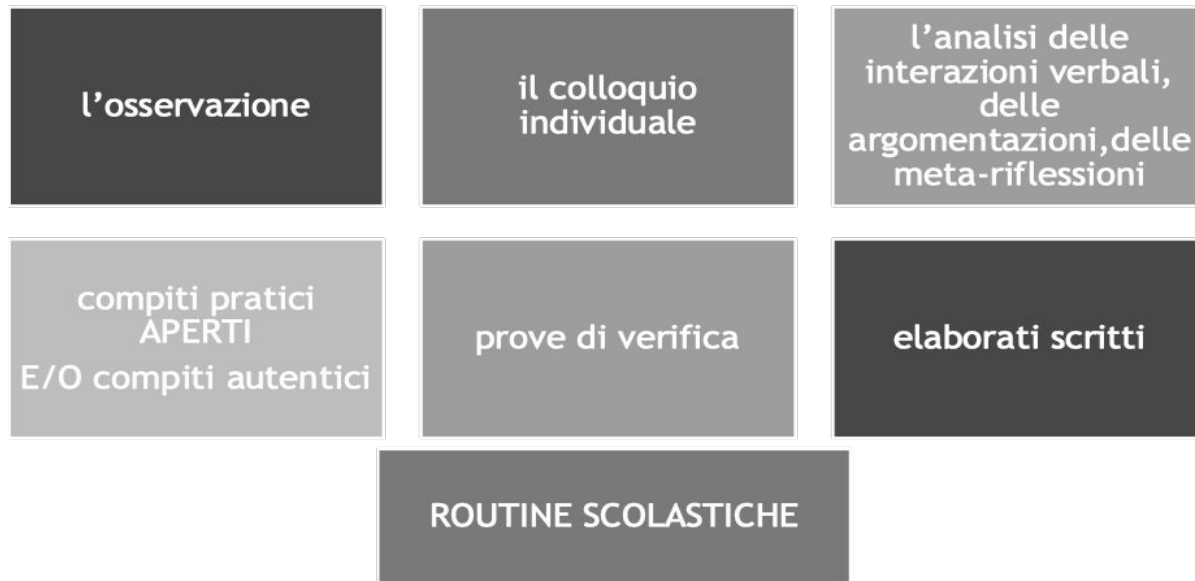 l'osservazione
il colloquio
individuale
l'analisi delle
interazioni verbali,
delle
argomentazioni,delle
meta-riflessioni
compiti pratici
APERTI
E/O compiti autentici
prove di verifica
elaborati scritti
ROUTINE SCOLASTICHE